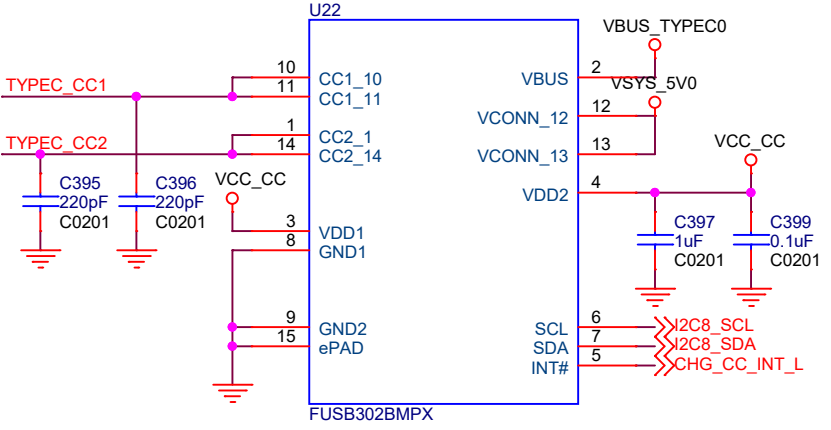 U22
VBUS_TYPEC0
10
CC1_10
VBUS
2
VSYS_5V0
TYPEC_CC1
11
CC1_11
VCONN_12
12
1
CC2_1
TYPEC_CC2
14
CC2_14
VCONN_13
13
VCC_CC
C395
220pF
C0201
C396
220pF
C0201
VCC_CC
VDD2
4
3
VDD1
8
GND1
C397
1uF
C0201
C399
0.1uF
C0201
9
GND2
SCL
6
I2C8_SCL
15
ePAD
SDA
7
I2C8_SDA
INT#
5
CHG_CC_INT_L
FUSB302BMPX